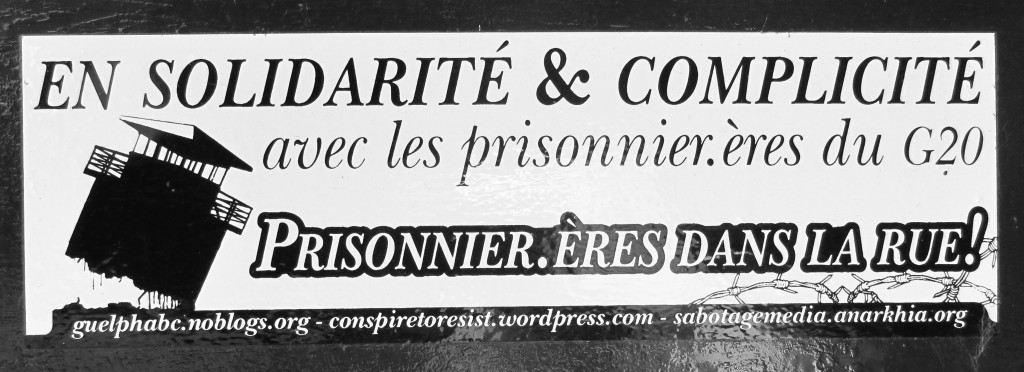 EN SOLIDARITÉ & COMPLICITÉ
avec les prisonnier.ères du G20
PRISONNIER.ÈRES DANS LA RUE!
guelphabc.noblogs.org - conspiretoresist.wordpress.com - sabotagemedia.anarkhia.org